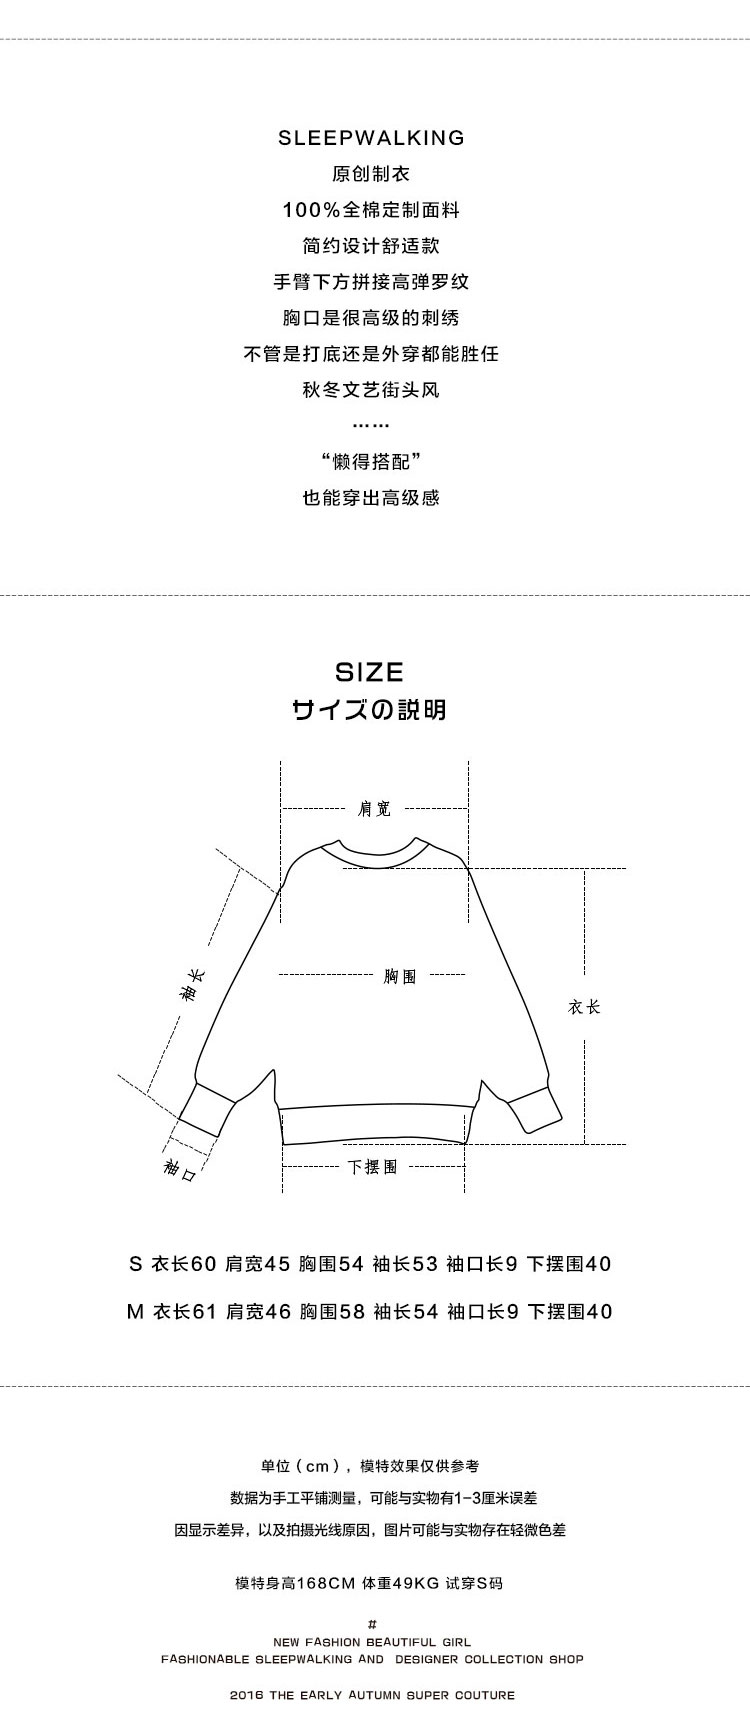 SLEEPWALKING
原创制衣
100%全棉定制面料
简约设计舒适款
手臂下方拼接高弹罗纹
胸口是很高级的刺绣
不管是打底还是外穿都能胜任
秋冬文艺街头风
……
“懒得搭配”
也能穿出高级感
SIZE
サイズの説明
肩宽
袖长
胸围
衣长
袖口
下摆围
S 衣长60 肩宽45 胸围54 袖长53 袖口长9 下摆围40
M 衣长61 肩宽46 胸围58 袖长54 袖口长9 下摆围40
单位（cm），模特效果仅供参考
数据为手工平铺测量，可能与实物有1-3厘米误差
因显示差异，以及拍摄光线原因，图片可能与实物存在轻微色差
模特身高168CM 体重49KG 试穿S码
#
NEW FASHION BEAUTIFUL GIRL
FASHIONABLE SLEEPWALKING AND DESIGNER COLLECTION SHOP
2016 THE EARLY AUTUMN SUPER COUTURE